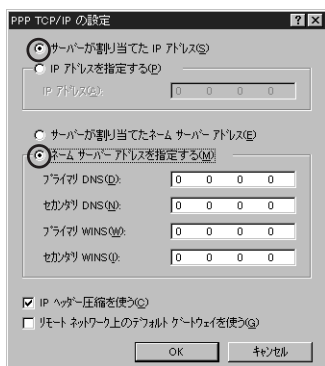 PPP TCP/IP の設定
サーバーが割り当てた IP アドレス(S)
IP アドレスを指定する(P)
IP アドレス(A): 0 0 0 0
サーバーが割り当てたネーム サーバー アドレス(E)
ネーム サーバー アドレスを指定する(M)
プライマリ DNS(D): 0 0 0 0
セカンダリ DNS(N): 0 0 0 0
プライマリ WINS(W): 0 0 0 0
セカンダリ WINS(I): 0 0 0 0
IP ヘッダー圧縮を使う(C)
リモート ネットワーク上のデフォルト ゲートウェイを使う(G)
OK キャンセル